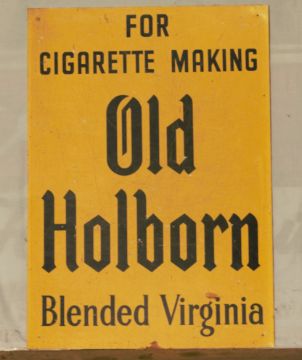 FOR
CIGARETTE MAKING
Old
Holborn
Blended Virginia